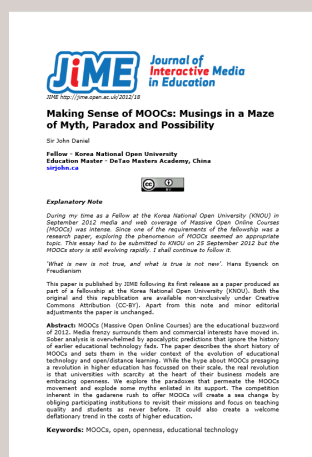 JiME
Journal of
Interactive Media
in Education
JIME http://jime.open.ac.uk/2012/18
Making Sense of MOOCs: Musings in a Maze
of Myth, Paradox and Possibility
Sir John Daniel
Fellow - Korea National Open University
Education Master - DeTao Masters Academy, China
sirjohn.ca
cc
BY
Explanatory Note
During my time as a Fellow at the Korea National Open University (KNOU) in
September 2012 media and web coverage of Massive Open Online Courses
(MOOCs) was intense. Since one of the requirements of the fellowship was a
research paper, exploring the phenomenon of MOOCs seemed an appropriate
topic. This essay had to be submitted to KNOU on 25 September 2012 but the
MOOCs story is still evolving rapidly. I shall continue to follow it.
'What is new is not true, and what is true is not new'. Hans Eysenck on
Freudianism
This paper is published by JIME following its first release as a paper produced as
part of a fellowship at the Korea National Open University (KNOU). Both the
original and this republication are available non-exclusively under Creative
Commons Attribution (CC-BY). Apart from this note and minor editorial
adjustments the paper is unchanged.
Abstract: MOOCs (Massive Open Online Courses) are the educational buzzword
of 2012. Media frenzy surrounds them and commercial interests have moved in.
Sober analysis is overwhelmed by apocalyptic predictions that ignore the history
of earlier educational technology fads. The paper describes the short history of
MOOCs and sets them in the wider context of the evolution of educational
technology and open/distance learning. While the hype about MOOCs presaging
a revolution in higher education has focussed on their scale, the real revolution
is that universities with scarcity at the heart of their business models are
embracing openness. We explore the paradoxes that permeate the MOOCs
movement and explode some myths enlisted in its support. The competition
inherent in the gadarene rush to offer MOOCs will create a sea change by
obliging participating institutions to revisit their missions and focus on teaching
quality and students as never before. It could also create a welcome
deflationary trend in the costs of higher education.
Keywords: MOOCs, open, openness, educational technology